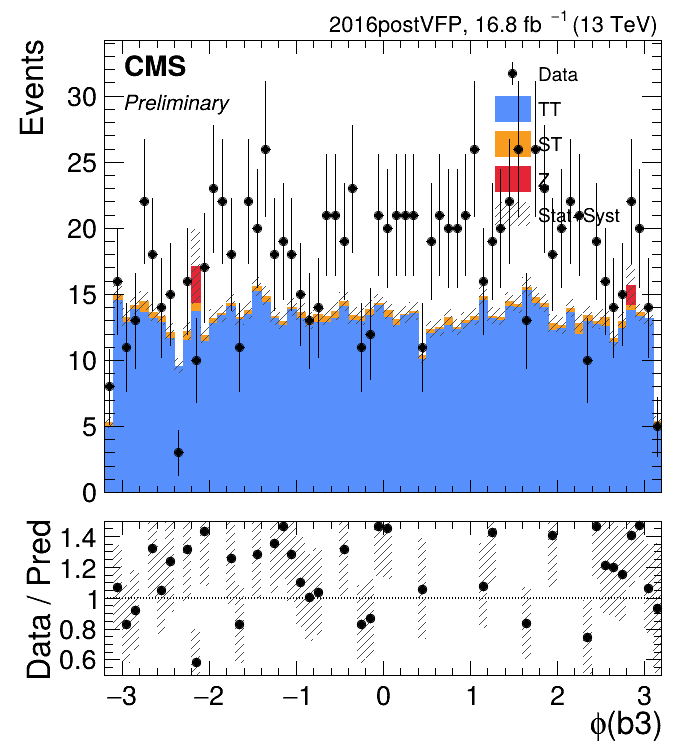 2016postVFP, 16.8 fb⁻¹ (13 TeV)
CMS
Preliminary
Events
Data
TT
ST
Z
Stat+Syst
30
25
20
15
10
5
0
Data / Pred
1.4
1.2
1
0.8
0.6
−3 −2 −1 0 1 2 3
ϕ(b3)